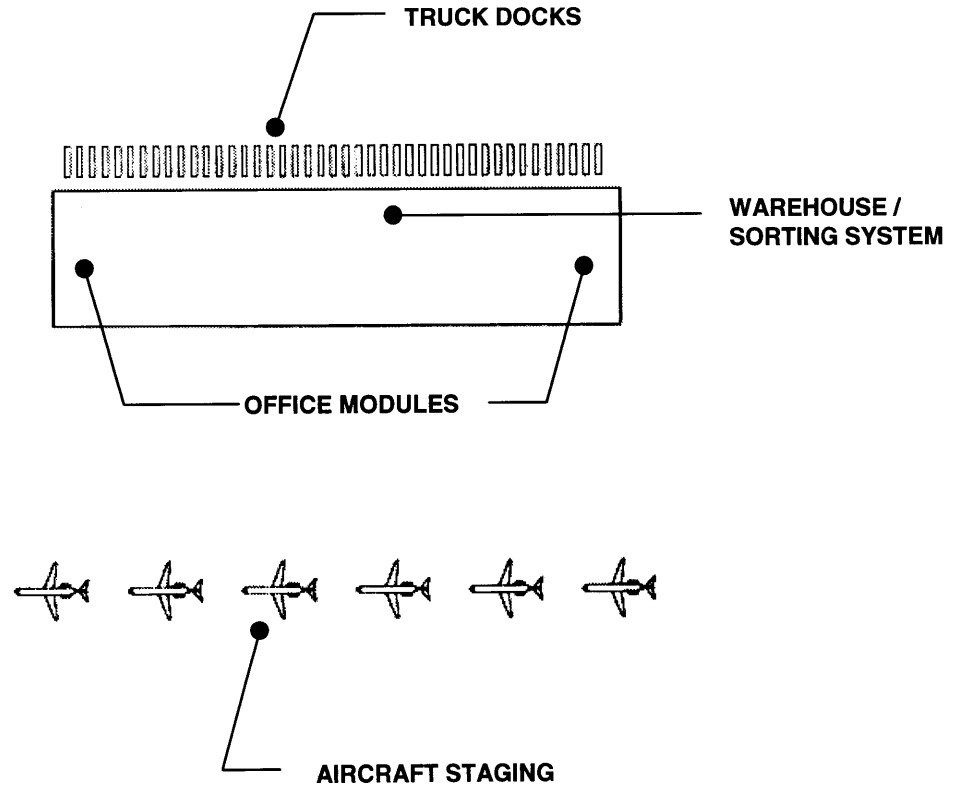 TRUCK DOCKS
WAREHOUSE /
SORTING SYSTEM
OFFICE MODULES
AIRCRAFT STAGING